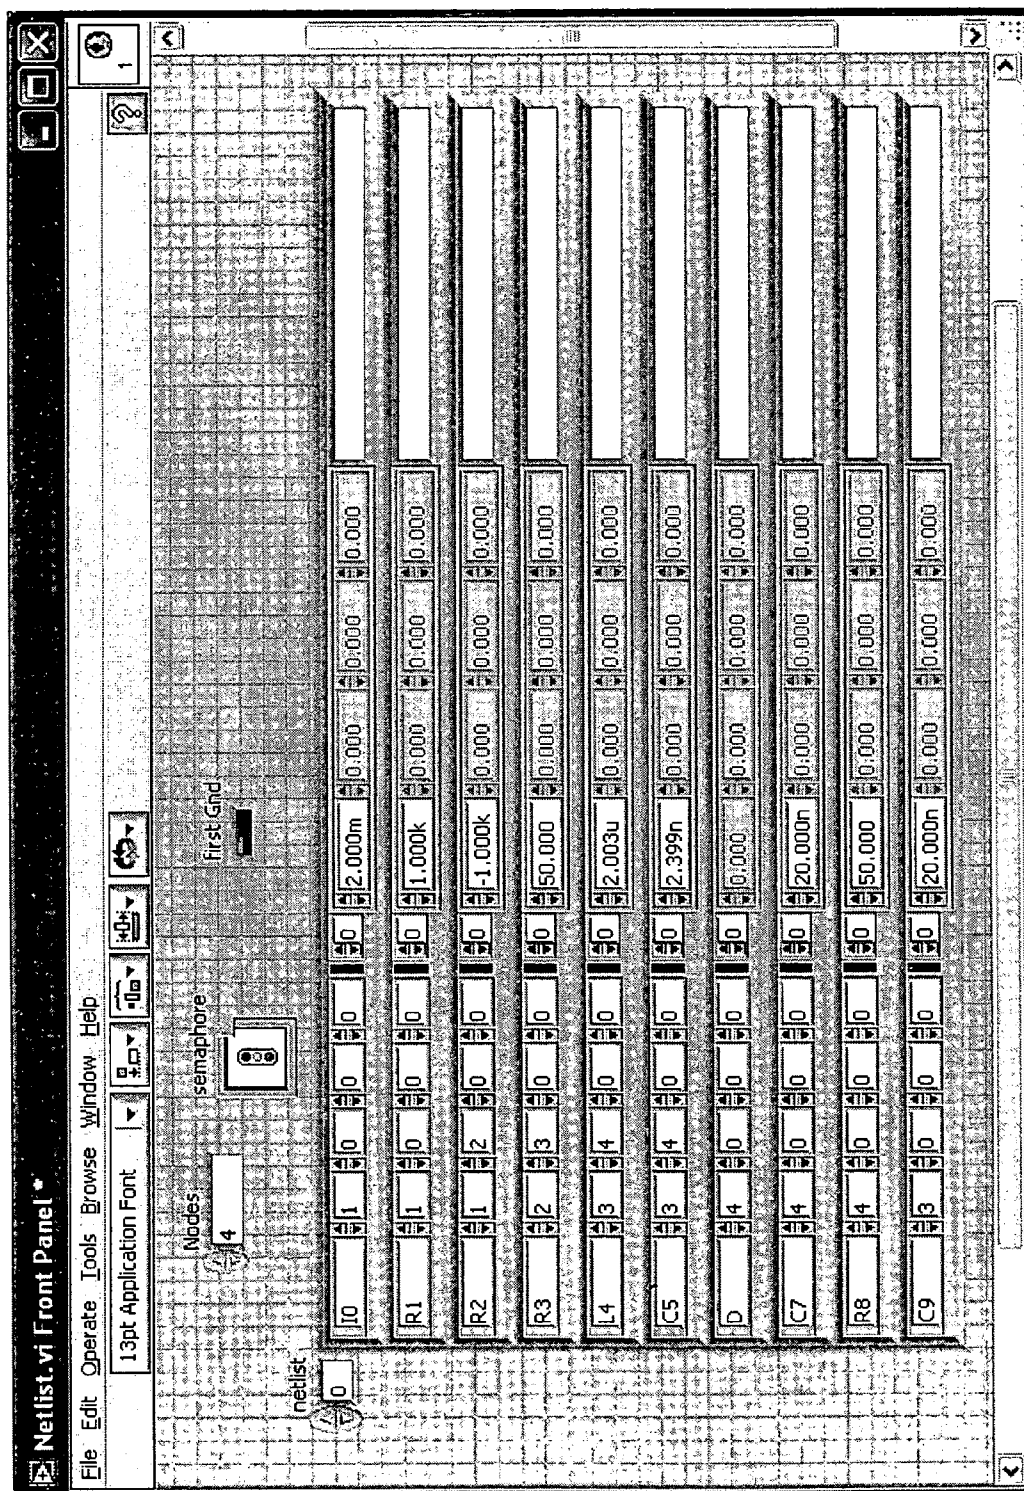 Netlist.vi Front Panel *
File Edit Operate Tools Browse Window Help
13pt Application Font
1
Nodes
4
semaphore
first Gnd
netlist
0
I0 1 0 0 0 0 2.000m 0.000 0.000 0.000
R1 1 0 0 0 0 1.000k 0.000 0.000 0.000
R2 1 2 0 0 0 -1.000k 0.000 0.000 0.000
R3 2 3 0 0 0 50.000 0.000 0.000 0.000
L4 3 4 0 0 0 2.003u 0.000 0.000 0.000
C5 3 4 0 0 0 2.399n 0.000 0.000 0.000
D 4 0 0 0 0 0.000 0.000 0.000 0.000
C7 4 0 0 0 0 20.000n 0.000 0.000 0.000
R8 4 0 0 0 0 50.000 0.000 0.000 0.000
C9 3 0 0 0 0 20.000n 0.000 0.000 0.000